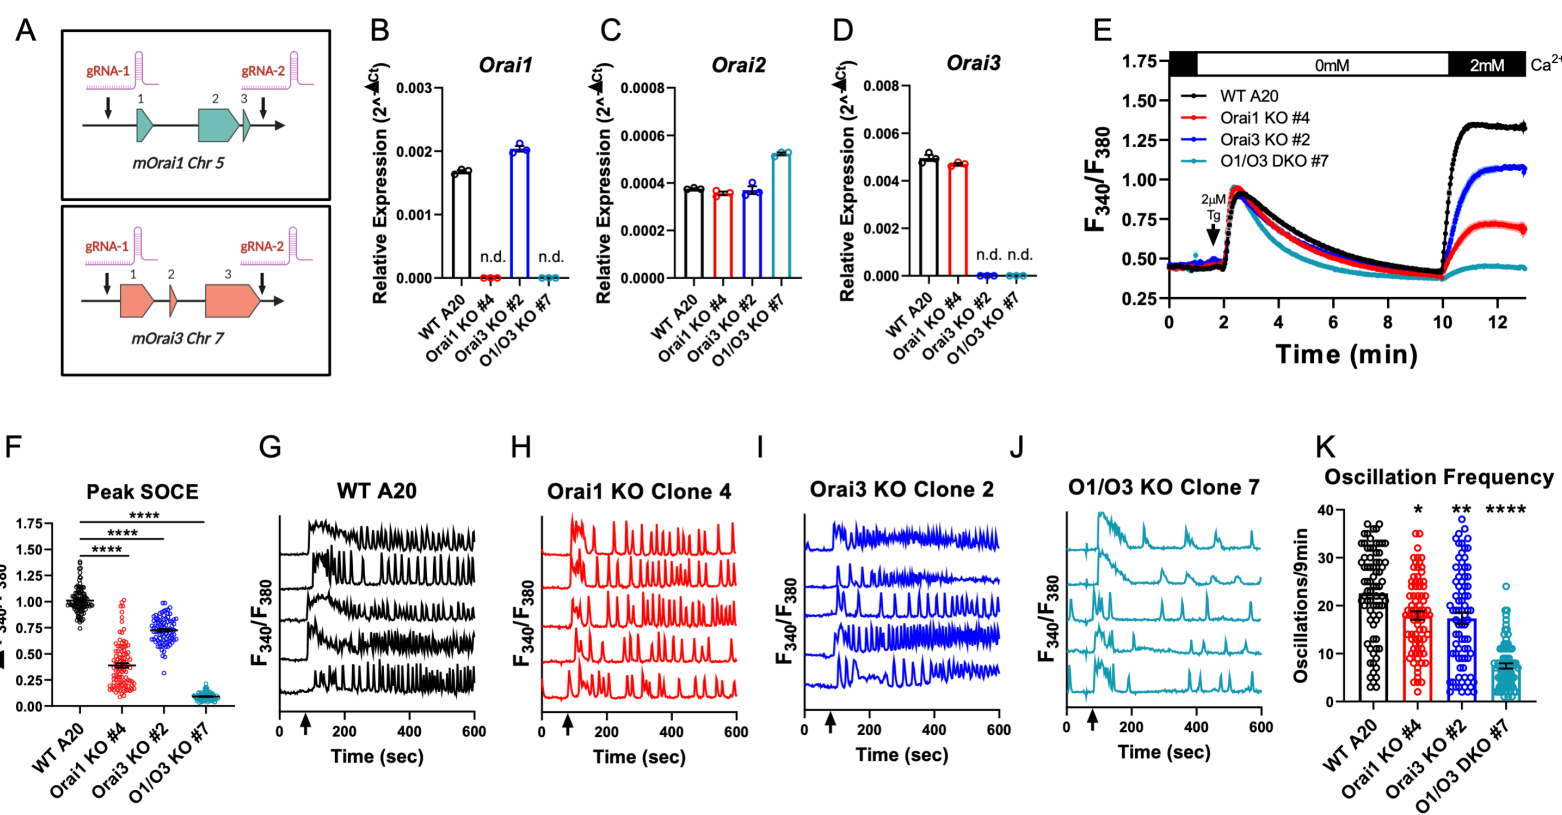 A
gRNA-1
gRNA-2
1
2
3
mOrai1 Chr 5
gRNA-1
gRNA-2
1
2
3
mOrai3 Chr 7
B
Orai1
Relative Expression (2^-▲Ct)
0.003
0.002
0.001
0.000
n.d.
n.d.
WT A20
Orai1 KO #4
Orai3 KO #2
O1/O3 KO #7
C
Orai2
Relative Expression (2^-▲Ct)
0.0008
0.0006
0.0004
0.0002
0.0000
WT A20
Orai1 KO #4
Orai3 KO #2
O1/O3 KO #7
D
Orai3
Relative Expression (2^-▲Ct)
0.008
0.006
0.004
0.002
0.000
n.d.
n.d.
WT A20
Orai1 KO #4
Orai3 KO #2
O1/O3 KO #7
E
0mM
2mM
Ca2+
F340/F380
1.75
1.50
1.25
1.00
0.75
0.50
0.25
WT A20
Orai1 KO #4
Orai3 KO #2
O1/O3 DKO #7
2µM
Tg
0
2
4
6
8
10
12
Time (min)
F
Peak SOCE
1.75
1.50
1.25
1.00
0.75
0.50
0.25
0.00
****
****
****
WT A20
Orai1 KO #4
Orai3 KO #2
O1/O3 KO #7
G
WT A20
F340/F380
0
200
400
600
Time (sec)
H
Orai1 KO Clone 4
F340/F380
0
200
400
600
Time (sec)
I
Orai3 KO Clone 2
F340/F380
0
200
400
600
Time (sec)
J
O1/O3 KO Clone 7
F340/F380
0
200
400
600
Time (sec)
K
Oscillation Frequency
Oscillations/9min
40
30
20
10
0
*
**
****
WT A20
Orai1 KO #4
Orai3 KO #2
O1/O3 DKO #7